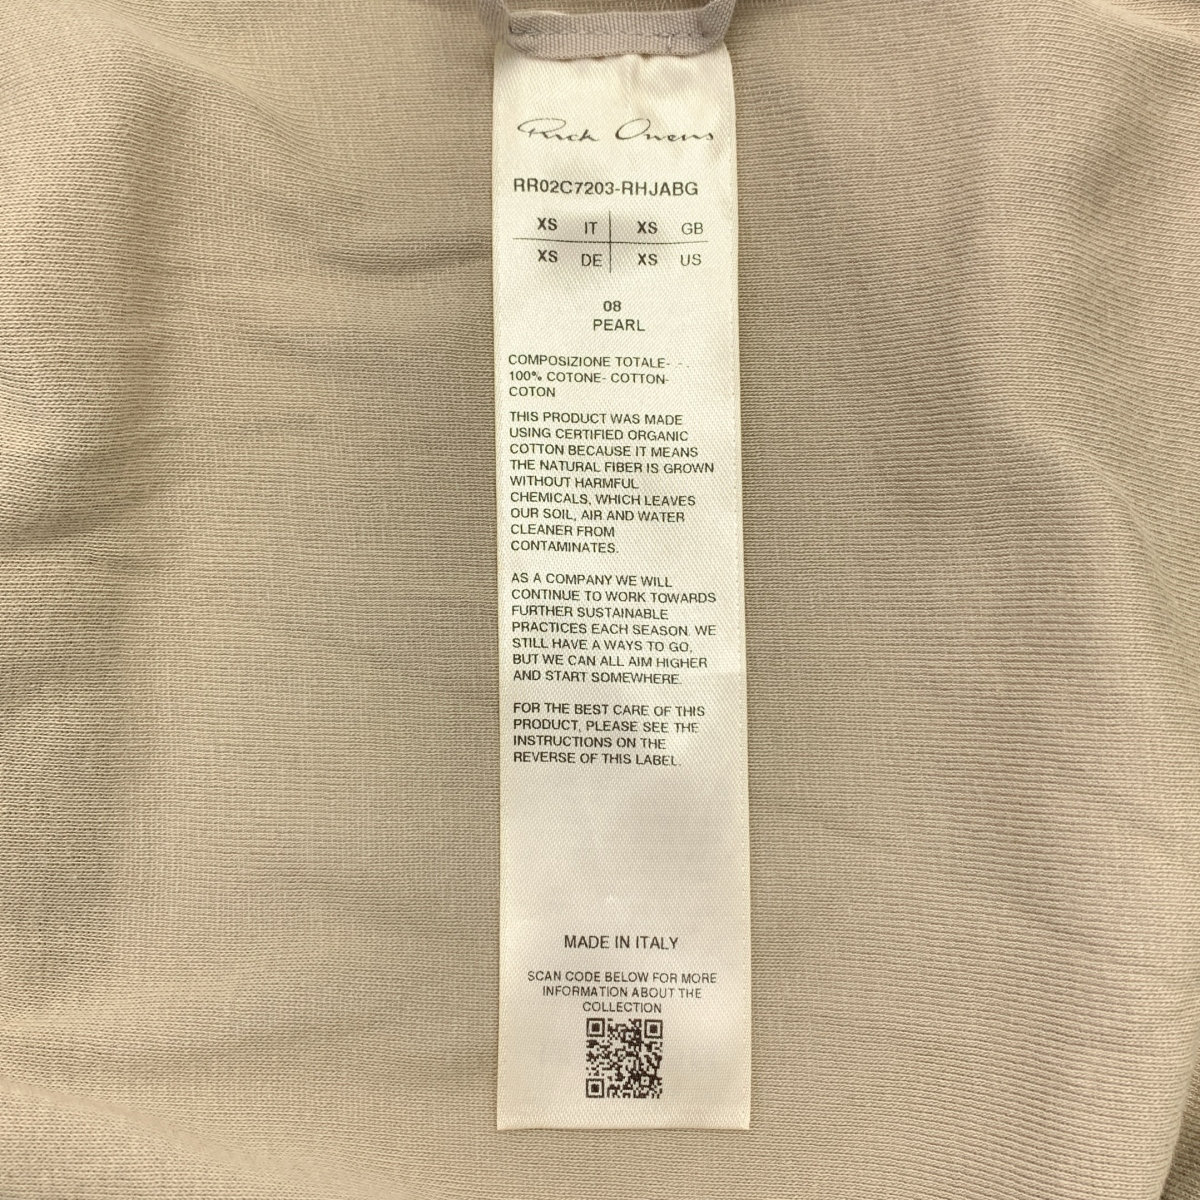 Rick Owens
RR02C7203-RHJABG
XS IT XS GB
XS DE XS US
08
PEARL
COMPOSIZIONE TOTALE-
100% COTONE- COTTON-
COTON
THIS PRODUCT WAS MADE
USING CERTIFIED ORGANIC
COTTON BECAUSE IT MEANS
THE NATURAL FIBER IS GROWN
WITHOUT HARMFUL
CHEMICALS, WHICH LEAVES
OUR SOIL, AIR AND WATER
CLEANER FROM
CONTAMINATES.
AS A COMPANY WE WILL
CONTINUE TO WORK TOWARDS
FURTHER SUSTAINABLE
PRACTICES EACH SEASON. WE
STILL HAVE A WAYS TO GO,
BUT WE CAN ALL AIM HIGHER
AND START SOMEWHERE.
FOR THE BEST CARE OF THIS
PRODUCT, PLEASE SEE THE
INSTRUCTIONS ON THE
REVERSE OF THIS LABEL.
MADE IN ITALY
SCAN CODE BELOW FOR MORE
INFORMATION ABOUT THE
COLLECTION